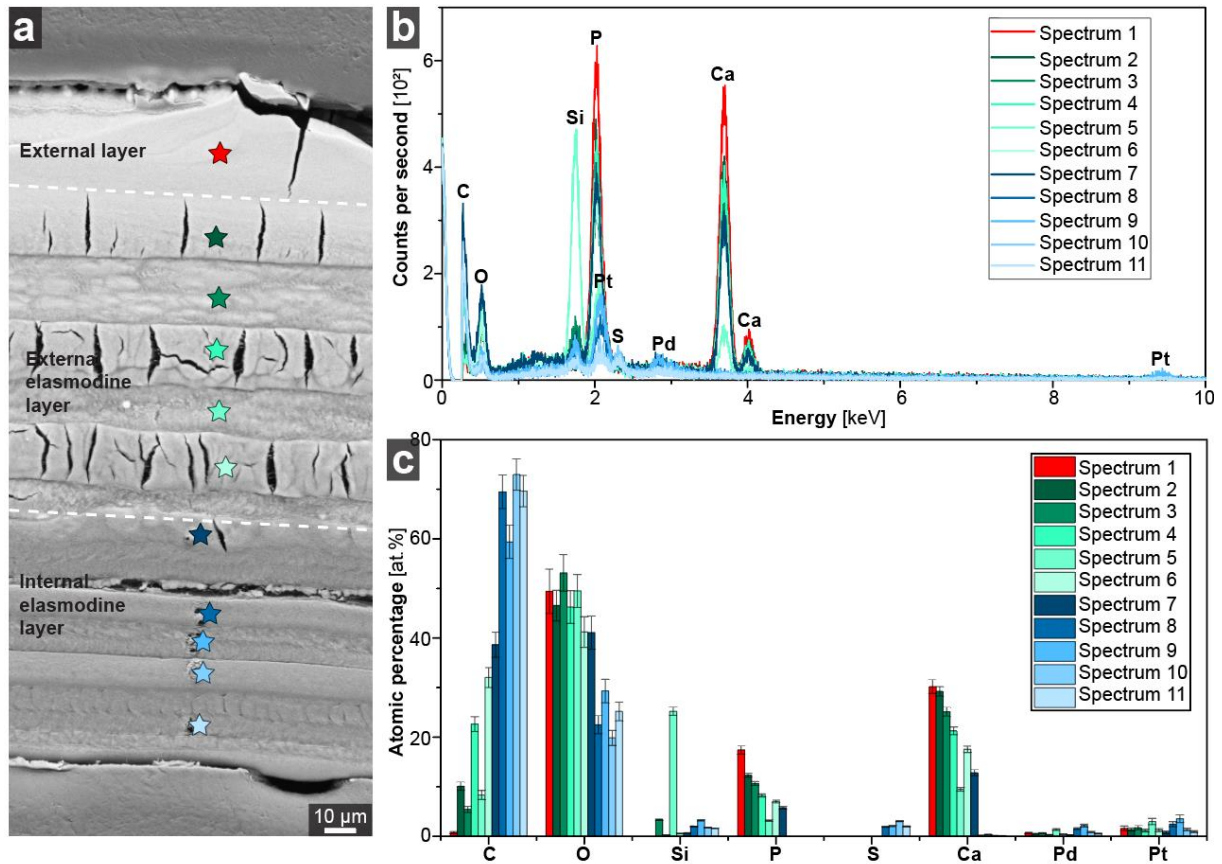 a
External layer
External
elasmodine
layer
Internal
elasmodine
layer
10 µm
b
Counts per second [10²]
6
4
2
0
C
O
Si
P
Pt
S
Pd
Ca
Ca
Pt
2
4
6
8
10
Energy [keV]
Spectrum 1
Spectrum 2
Spectrum 3
Spectrum 4
Spectrum 5
Spectrum 6
Spectrum 7
Spectrum 8
Spectrum 9
Spectrum 10
Spectrum 11
c
Atomic percentage [at.%]
80
60
40
20
0
C
O
Si
P
S
Ca
Pd
Pt
Spectrum 1
Spectrum 2
Spectrum 3
Spectrum 4
Spectrum 5
Spectrum 6
Spectrum 7
Spectrum 8
Spectrum 9
Spectrum 10
Spectrum 11